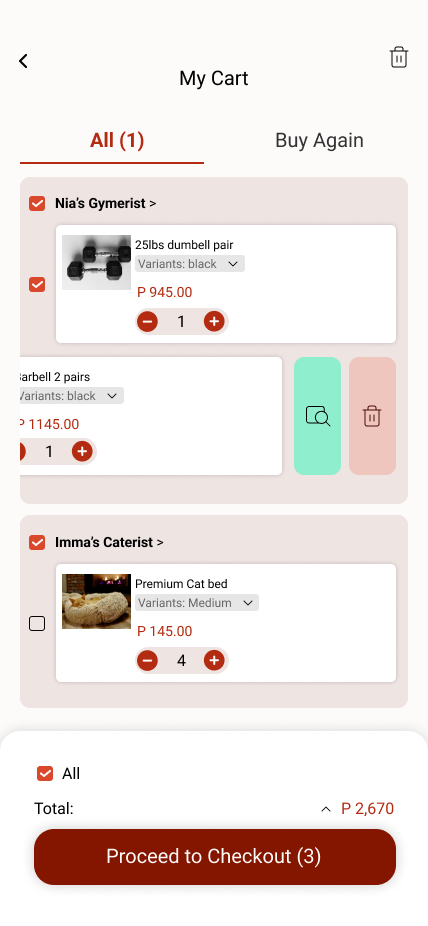 My Cart
All (1)
Buy Again
Nia's Gymerist >
25lbs dumbell pair
Variants: black
P 945.00
1
Barbell 2 pairs
Variants: black
P 1145.00
1
Imma's Caterist >
Premium Cat bed
Variants: Medium
P 145.00
4
All
Total:
P 2,670
Proceed to Checkout (3)